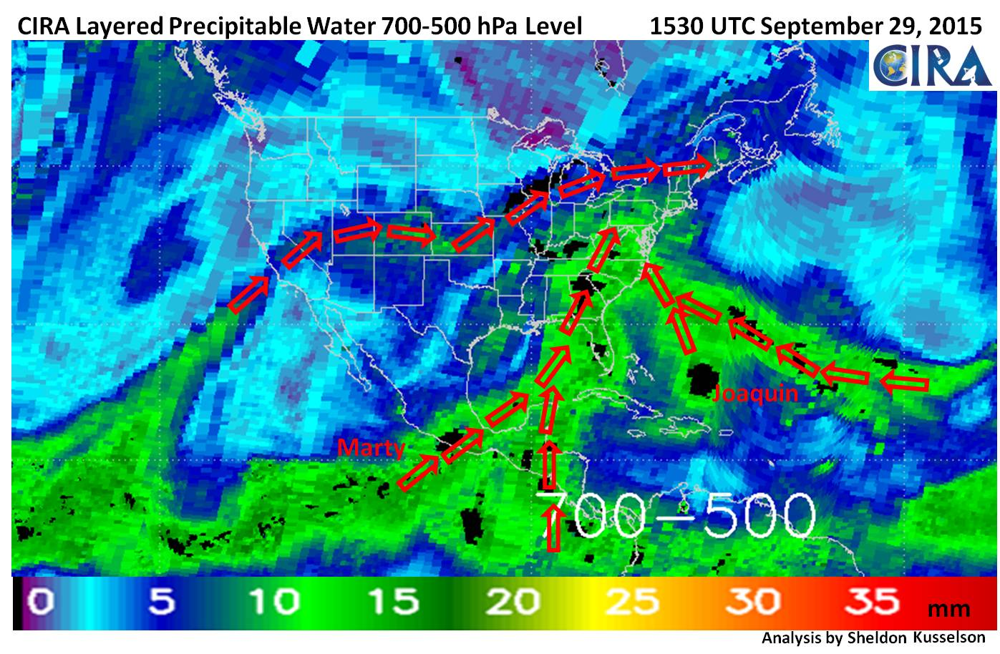 CIRA Layered Precipitable Water 700-500 hPa Level
1530 UTC September 29, 2015
CIRA
Joaquin
Marty
700-500
0 5 10 15 20 25 30 35 mm
Analysis by Sheldon Kusselson